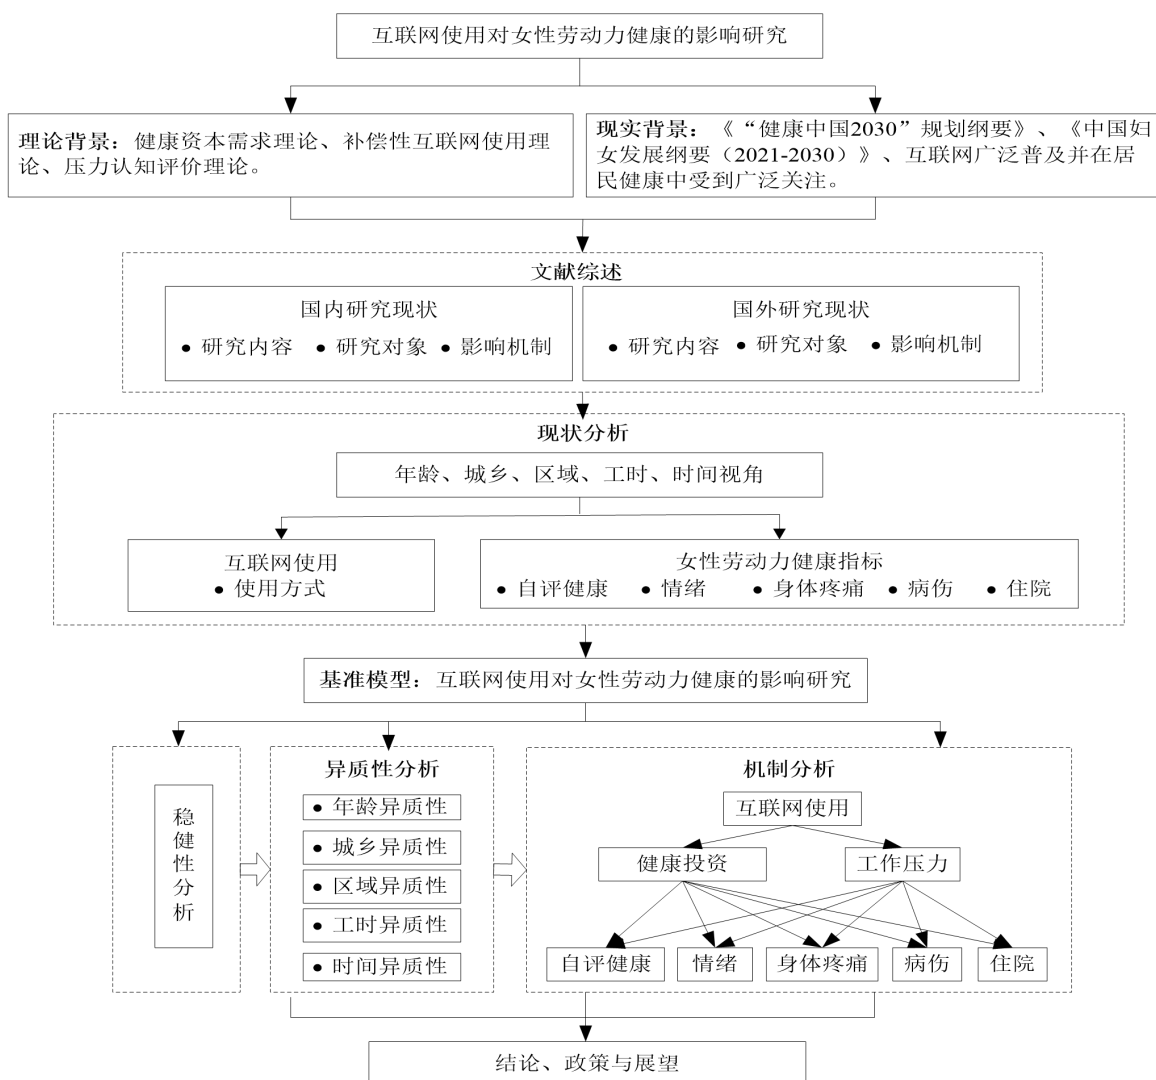 互联网使用对女性劳动力健康的影响研究
理论背景：健康资本需求理论、补偿性互联网使用理
论、压力认知评价理论。
现实背景：《“健康中国2030”规划纲要》、《中国妇
女发展纲要（2021-2030）》、互联网广泛普及并在居
民健康中受到广泛关注。
文献综述
国内研究现状
● 研究内容 ● 研究对象 ● 影响机制
国外研究现状
● 研究内容 ● 研究对象 ● 影响机制
现状分析
年龄、城乡、区域、工时、时间视角
互联网使用
● 使用方式
女性劳动力健康指标
● 自评健康 ● 情绪 ● 身体疼痛 ● 病伤 ● 住院
基准模型：互联网使用对女性劳动力健康的影响研究
稳健性分析
异质性分析
● 年龄异质性
● 城乡异质性
● 区域异质性
● 工时异质性
● 时间异质性
机制分析
互联网使用
健康投资 工作压力
自评健康 情绪 身体疼痛 病伤 住院
结论、政策与展望